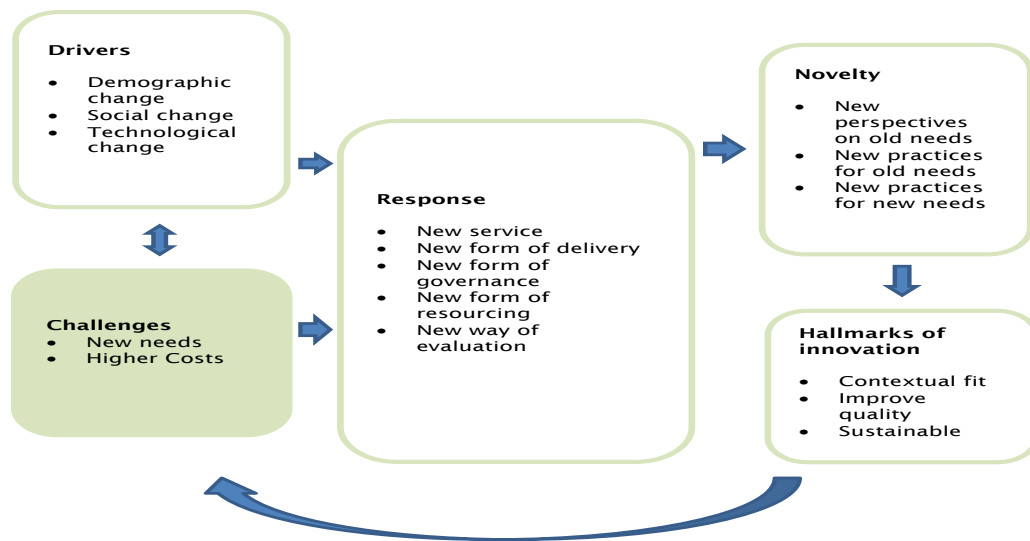 Drivers
• Demographic
change
• Social change
• Technological
change
Challenges
• New needs
• Higher Costs
Response
• New service
• New form of delivery
• New form of
governance
• New form of
resourcing
• New way of
evaluation
Novelty
• New
perspectives
on old needs
• New practices
for old needs
• New practices
for new needs
Hallmarks of
innovation
• Contextual fit
• Improve
quality
• Sustainable